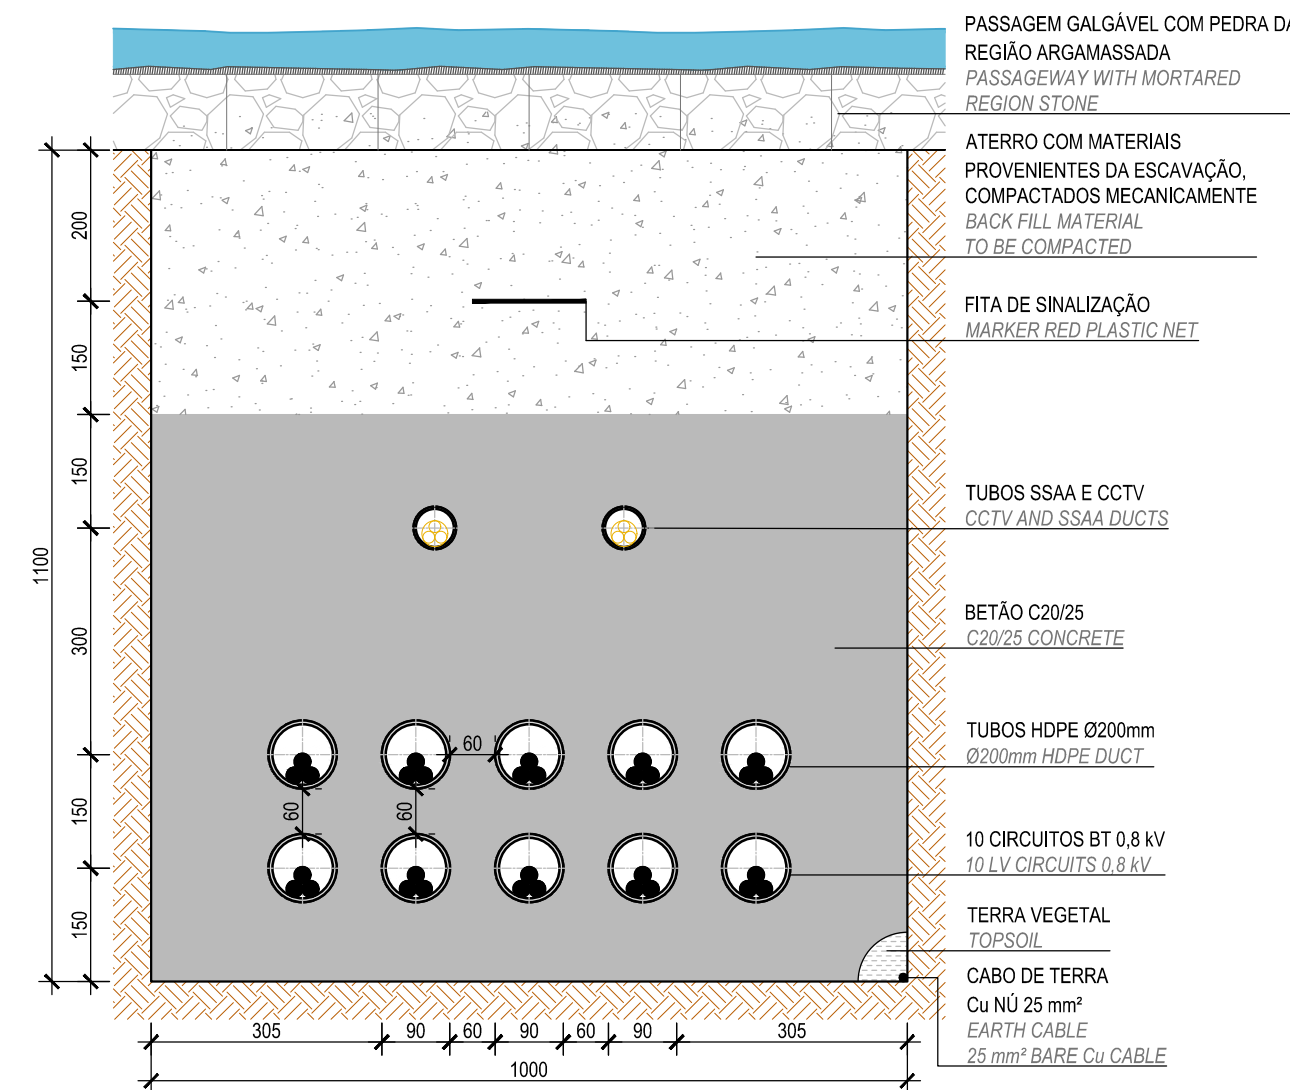 PASSAGEM GALGÁVEL COM PEDRA DA
REGIÃO ARGAMASSADA
PASSAGEWAY WITH MORTARED
REGION STONE
ATERRO COM MATERIAIS
PROVENIENTES DA ESCAVAÇÃO,
COMPACTADOS MECANICAMENTE
BACK FILL MATERIAL
TO BE COMPACTED
FITA DE SINALIZAÇÃO
MARKER RED PLASTIC NET
TUBOS SSAA E CCTV
CCTV AND SSAA DUCTS
BETÃO C20/25
C20/25 CONCRETE
TUBOS HDPE Ø200mm
Ø200mm HDPE DUCT
10 CIRCUITOS BT 0,8 kV
10 LV CIRCUITS 0,8 kV
TERRA VEGETAL
TOPSOIL
CABO DE TERRA
Cu NÚ 25 mm²
EARTH CABLE
25 mm² BARE Cu CABLE
1100
200
150
150
300
150
150
60
60
60
305 90 60 90 60 90 305
1000